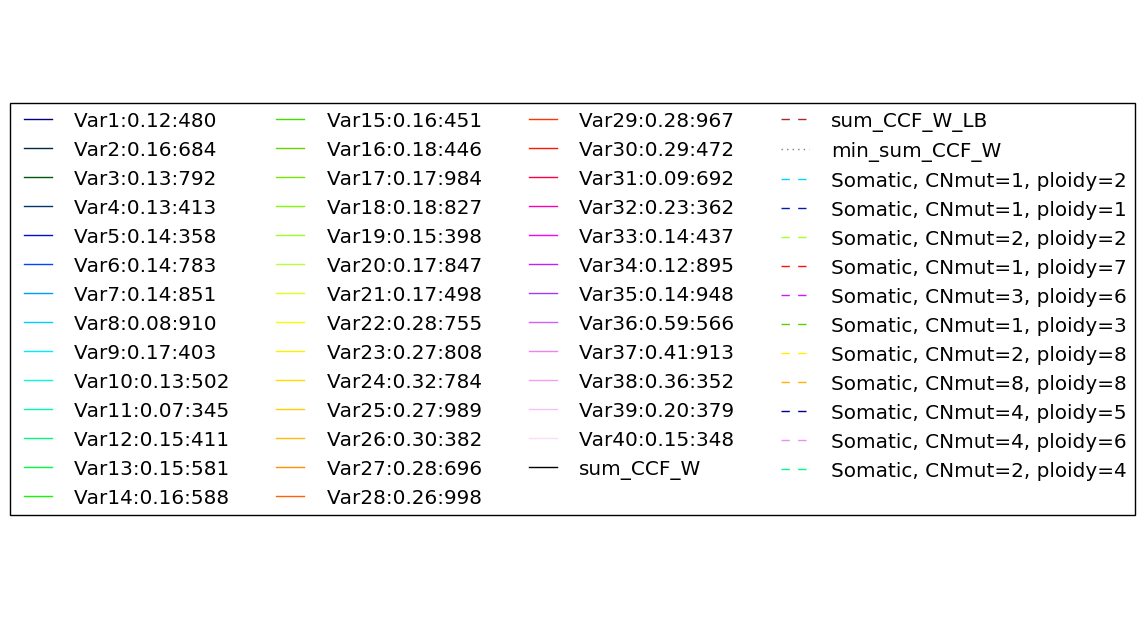 Var1:0.12:480
Var2:0.16:684
Var3:0.13:792
Var4:0.13:413
Var5:0.14:358
Var6:0.14:783
Var7:0.14:851
Var8:0.08:910
Var9:0.17:403
Var10:0.13:502
Var11:0.07:345
Var12:0.15:411
Var13:0.15:581
Var14:0.16:588
Var15:0.16:451
Var16:0.18:446
Var17:0.17:984
Var18:0.18:827
Var19:0.15:398
Var20:0.17:847
Var21:0.17:498
Var22:0.28:755
Var23:0.27:808
Var24:0.32:784
Var25:0.27:989
Var26:0.30:382
Var27:0.28:696
Var28:0.26:998
Var29:0.28:967
Var30:0.29:472
Var31:0.09:692
Var32:0.23:362
Var33:0.14:437
Var34:0.12:895
Var35:0.14:948
Var36:0.59:566
Var37:0.41:913
Var38:0.36:352
Var39:0.20:379
Var40:0.15:348
sum_CCF_W
sum_CCF_W_LB
min_sum_CCF_W
Somatic, CNmut=1, ploidy=2
Somatic, CNmut=1, ploidy=1
Somatic, CNmut=2, ploidy=2
Somatic, CNmut=1, ploidy=7
Somatic, CNmut=3, ploidy=6
Somatic, CNmut=1, ploidy=3
Somatic, CNmut=2, ploidy=8
Somatic, CNmut=8, ploidy=8
Somatic, CNmut=4, ploidy=5
Somatic, CNmut=4, ploidy=6
Somatic, CNmut=2, ploidy=4